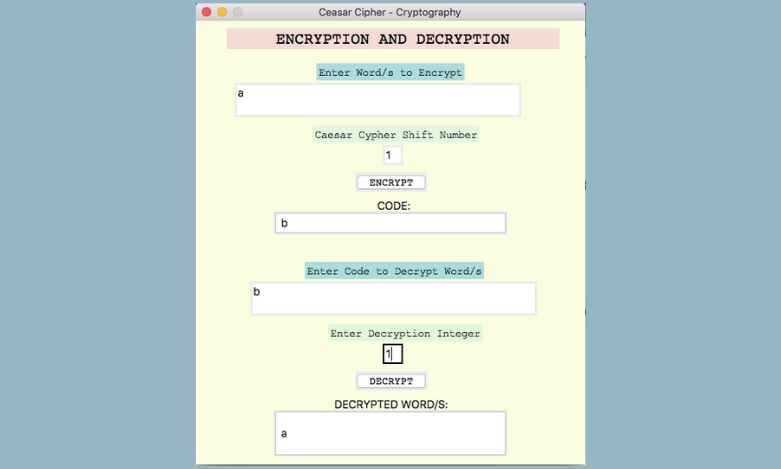 Ceasar Cipher - Cryptography
ENCRYPTION AND DECRYPTION
Enter Word/s to Encrypt
a
Caesar Cypher Shift Number
1
ENCRYPT
CODE:
b
Enter Code to Decrypt Word/s
b
Enter Decryption Integer
1
DECRYPT
DECRYPTED WORD/S:
a